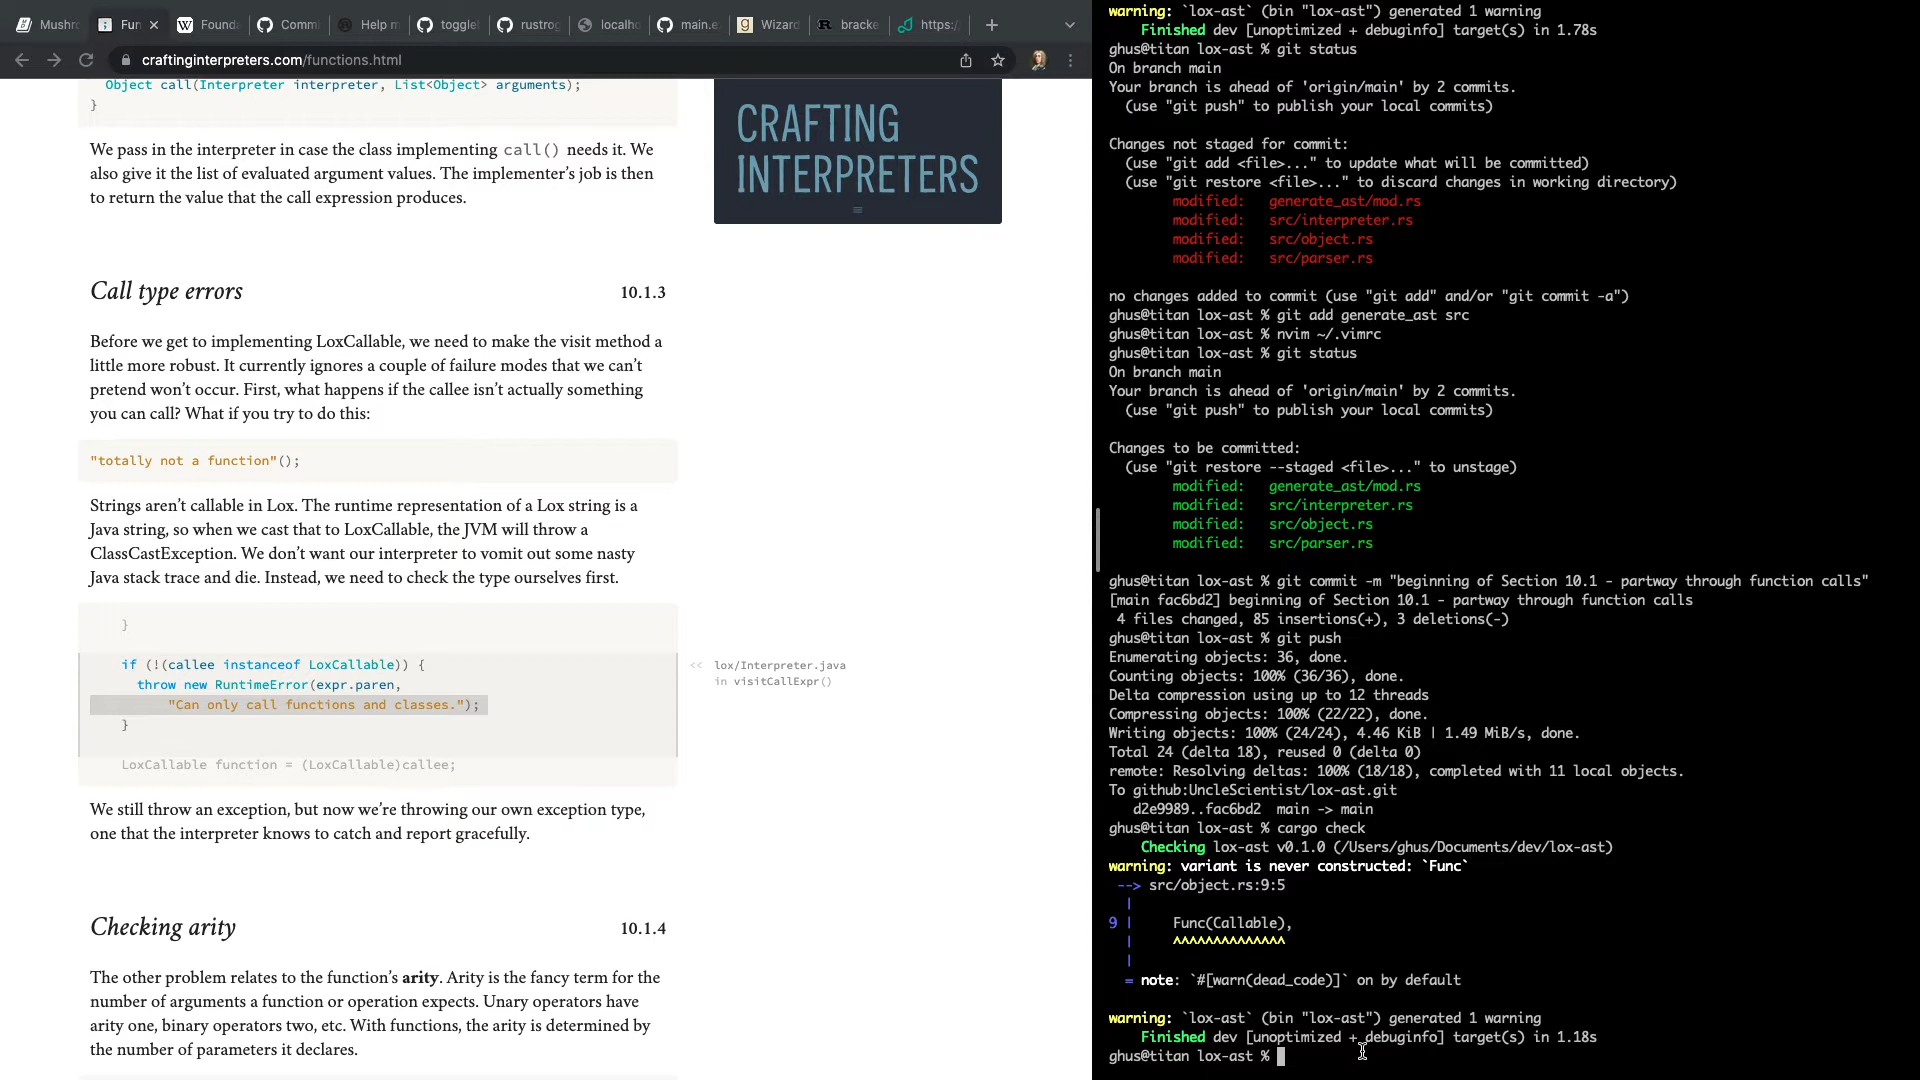 Mushro
Fun
Founda
Commi
Help m
toggle
rustrog
localho
main.e
Wizard
bracke
https:/
craftinginterpreters.com/functions.html
Object call(Interpreter interpreter, List<Object> arguments);
}
We pass in the interpreter in case the class implementing call() needs it. We
also give it the list of evaluated argument values. The implementer’s job is then
to return the value that the call expression produces.
CRAFTING
INTERPRETERS
Call type errors 10.1.3
Before we get to implementing LoxCallable, we need to make the visit method a
little more robust. It currently ignores a couple of failure modes that we can’t
pretend won’t occur. First, what happens if the callee isn’t actually something
you can call? What if you try to do this:
"totally not a function"();
Strings aren’t callable in Lox. The runtime representation of a Lox string is a
Java string, so when we cast that to LoxCallable, the JVM will throw a
ClassCastException. We don’t want our interpreter to vomit out some nasty
Java stack trace and die. Instead, we need to check the type ourselves first.
}
if (!(callee instanceof LoxCallable)) {
throw new RuntimeError(expr.paren,
"Can only call functions and classes.");
}
LoxCallable function = (LoxCallable)callee;
<< lox/Interpreter.java
in visitCallExpr()
We still throw an exception, but now we’re throwing our own exception type,
one that the interpreter knows to catch and report gracefully.
Checking arity 10.1.4
The other problem relates to the function’s arity. Arity is the fancy term for the
number of arguments a function or operation expects. Unary operators have
arity one, binary operators two, etc. With functions, the arity is determined by
the number of parameters it declares.
warning: `lox-ast` (bin "lox-ast") generated 1 warning
Finished dev [unoptimized + debuginfo] target(s) in 1.78s
ghus@titan lox-ast % git status
On branch main
Your branch is ahead of 'origin/main' by 2 commits.
(use "git push" to publish your local commits)
Changes not staged for commit:
(use "git add <file>..." to update what will be committed)
(use "git restore <file>..." to discard changes in working directory)
modified: generate_ast/mod.rs
modified: src/interpreter.rs
modified: src/object.rs
modified: src/parser.rs
no changes added to commit (use "git add" and/or "git commit -a")
ghus@titan lox-ast % git add generate_ast src
ghus@titan lox-ast % nvim ~/.vimrc
ghus@titan lox-ast % git status
On branch main
Your branch is ahead of 'origin/main' by 2 commits.
(use "git push" to publish your local commits)
Changes to be committed:
(use "git restore --staged <file>..." to unstage)
modified: generate_ast/mod.rs
modified: src/interpreter.rs
modified: src/object.rs
modified: src/parser.rs
ghus@titan lox-ast % git commit -m "beginning of Section 10.1 - partway through function calls"
[main fac6bd2] beginning of Section 10.1 - partway through function calls
4 files changed, 85 insertions(+), 3 deletions(-)
ghus@titan lox-ast % git push
Enumerating objects: 36, done.
Counting objects: 100% (36/36), done.
Delta compression using up to 12 threads
Compressing objects: 100% (22/22), done.
Writing objects: 100% (24/24), 4.46 KiB | 1.49 MiB/s, done.
Total 24 (delta 18), reused 0 (delta 0)
remote: Resolving deltas: 100% (18/18), completed with 11 local objects.
To github:UncleScientist/lox-ast.git
d2e9989..fac6bd2 main -> main
ghus@titan lox-ast % cargo check
Checking lox-ast v0.1.0 (/Users/ghus/Documents/dev/lox-ast)
warning: variant is never constructed: `Func`
--> src/object.rs:9:5
|
9 | Func(Callable),
| ^^^^^^^^^^^^^^
|
= note: `#[warn(dead_code)]` on by default
warning: `lox-ast` (bin "lox-ast") generated 1 warning
Finished dev [unoptimized + debuginfo] target(s) in 1.18s
ghus@titan lox-ast %